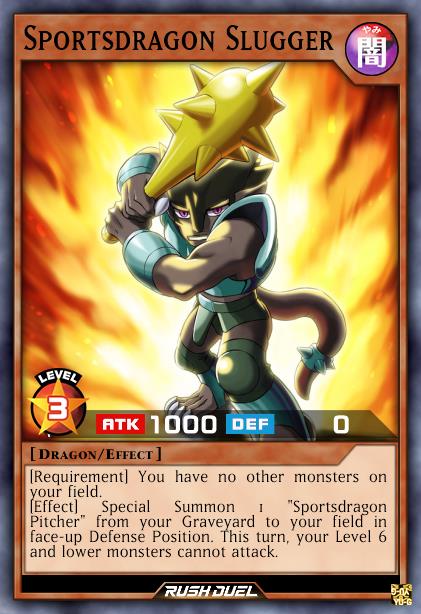 Sportsdragon Slugger
やみ
闇
LEVEL
3
ATK 1000 DEF 0
[Dragon/Effect]
[Requirement] You have no other monsters on
your field.
[Effect] Special Summon 1 "Sportsdragon
Pitcher" from your Graveyard to your field in
face-up Defense Position. This turn, your Level 6
and lower monsters cannot attack.
RUSH DUEL